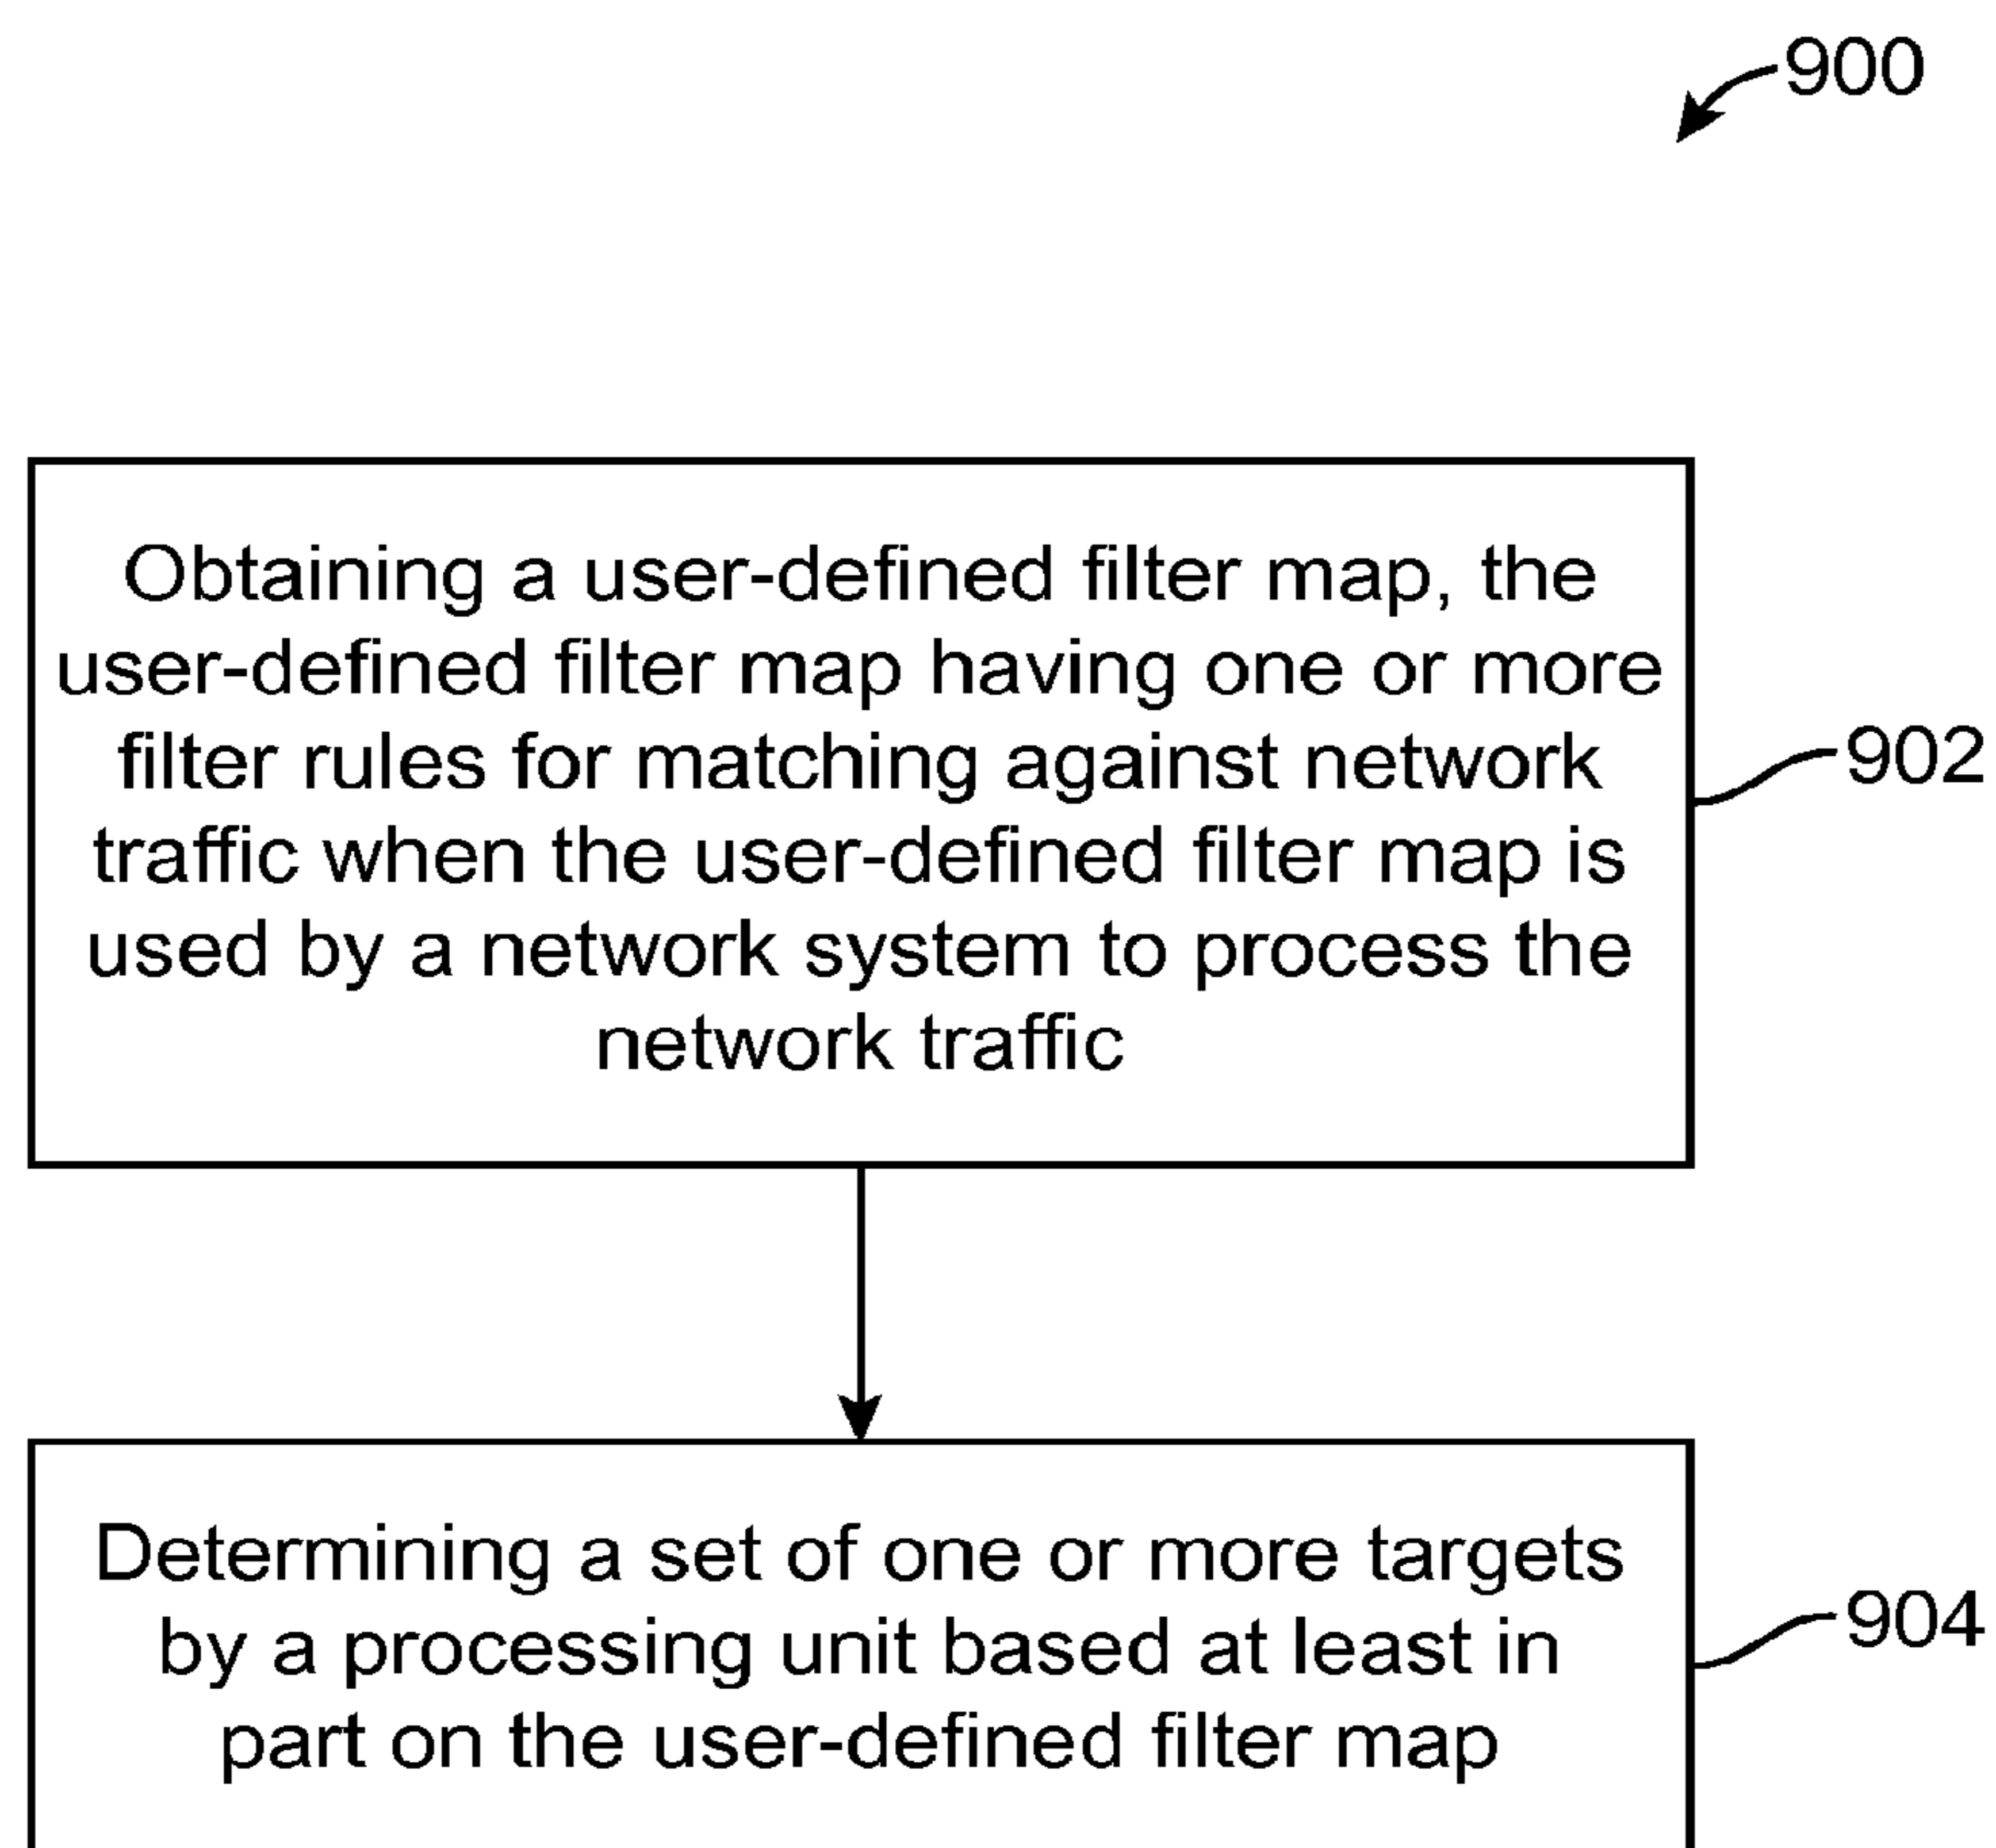 900
Obtaining a user-defined filter map, the
user-defined filter map having one or more
filter rules for matching against network
traffic when the user-defined filter map is
used by a network system to process the
network traffic
902
Determining a set of one or more targets
by a processing unit based at least in
part on the user-defined filter map
904